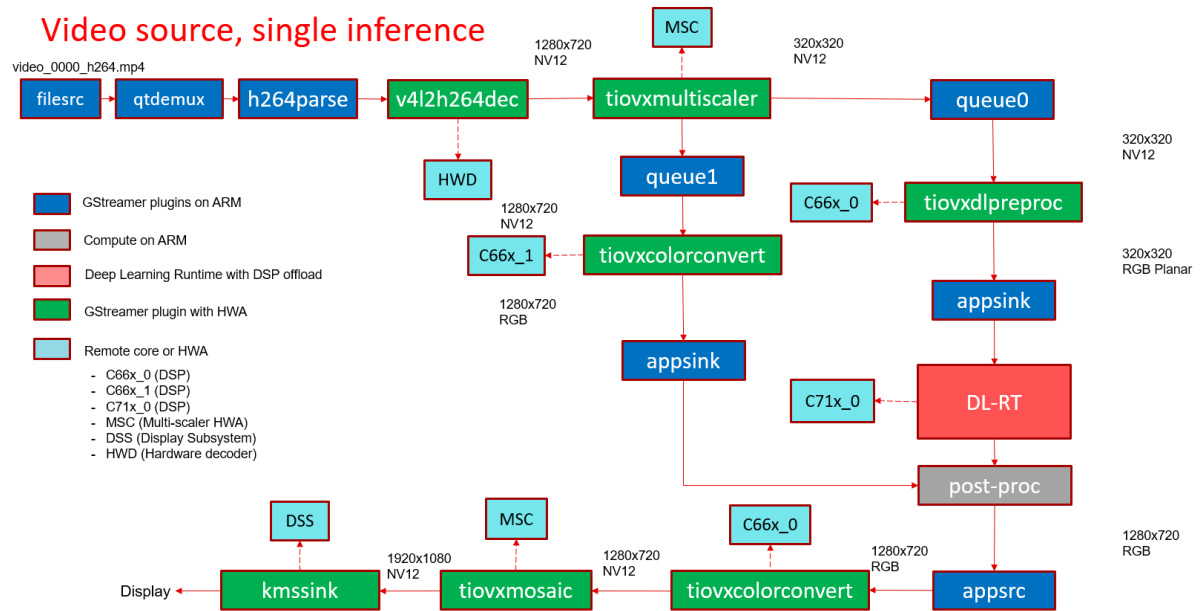 Video source, single inference
video_0000_h264.mp4
filesrc
qtdemux
h264parse
v4l2h264dec
1280x720
NV12
tiovxmultiscaler
MSC
320x320
NV12
queue0
HWD
queue1
320x320
NV12
C66x_0
tiovxdlpreproc
1280x720
NV12
C66x_1
tiovxcolorconvert
320x320
RGB Planar
1280x720
RGB
appsink
appsink
C71x_0
DL-RT
post-proc
GStreamer plugins on ARM
Compute on ARM
Deep Learning Runtime with DSP offload
GStreamer plugin with HWA
Remote core or HWA
- C66x_0 (DSP)
- C66x_1 (DSP)
- C71x_0 (DSP)
- MSC (Multi-scaler HWA)
- DSS (Display Subsystem)
- HWD (Hardware decoder)
1280x720
RGB
appsrc
1280x720
RGB
C66x_0
tiovxcolorconvert
1280x720
NV12
MSC
tiovxmosaic
1920x1080
NV12
DSS
kmssink
Display